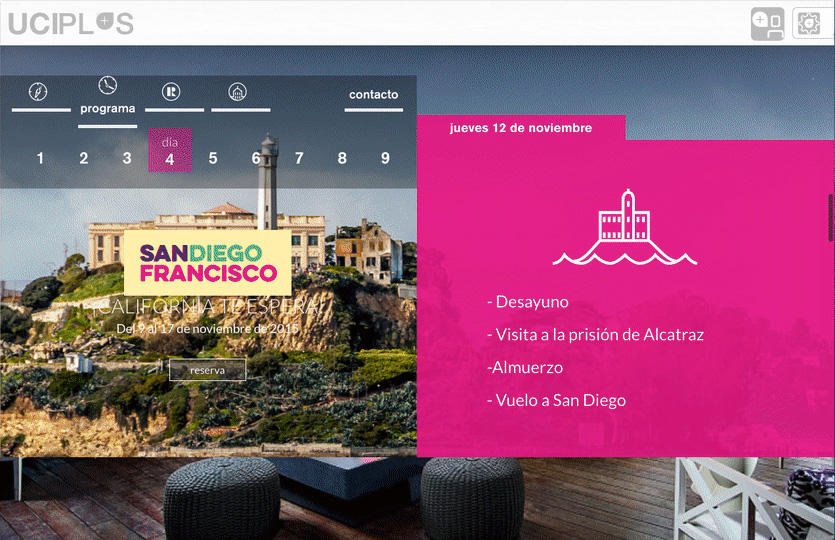 UCIPLUS
programa
contacto
día
1 2 3 4 5 6 7 8 9
jueves 12 de noviembre
SANDIEGO
FRANCISCO
¡CALIFORNIA TE ESPERA!
Del 9 al 17 de noviembre de 2015
reserva
- Desayuno
- Visita a la prisión de Alcatraz
-Almuerzo
- Vuelo a San Diego